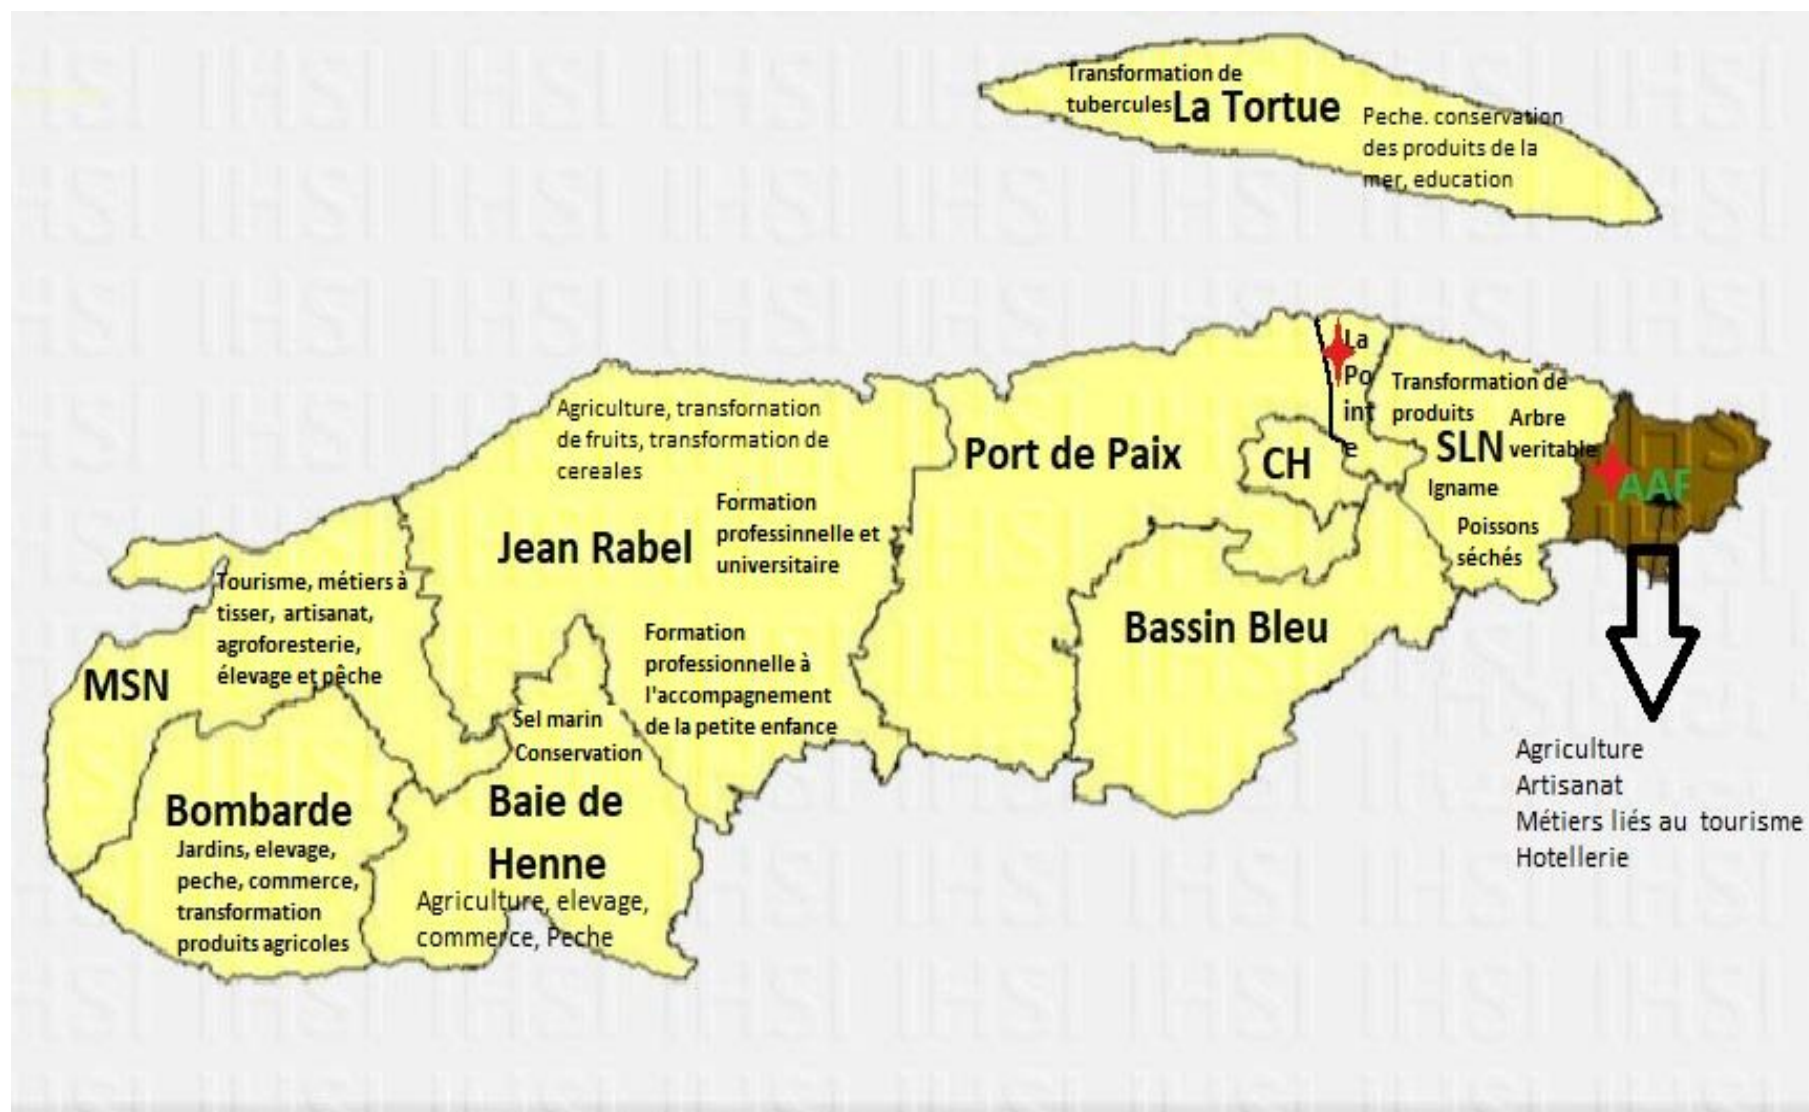 Transformation de
tubercules
La Tortue
Peche. conservation
des produits de la
mer, education
La
Po
int
e
Transformation de
produits
Arbre
veritable
SLN
Igname
Poissons
séchés
AAF
Port de Paix
CH
Bassin Bleu
Agriculture, transfornation
de fruits, transformation de
cereales
Jean Rabel
Formation
professinnelle et
universitaire
Formation
professionnelle à
l'accompagnement
de la petite enfance
Tourisme, métiers à
tisser, artisanat,
agroforesterie,
élevage et pêche
MSN
Sel marin
Conservation
Baie de
Henne
Agriculture, elevage,
commerce, Peche
Bombarde
Jardins, elevage,
peche, commerce,
transformation
produits agricoles
Agriculture
Artisanat
Métiers liés au tourisme
Hotellerie
IHSI